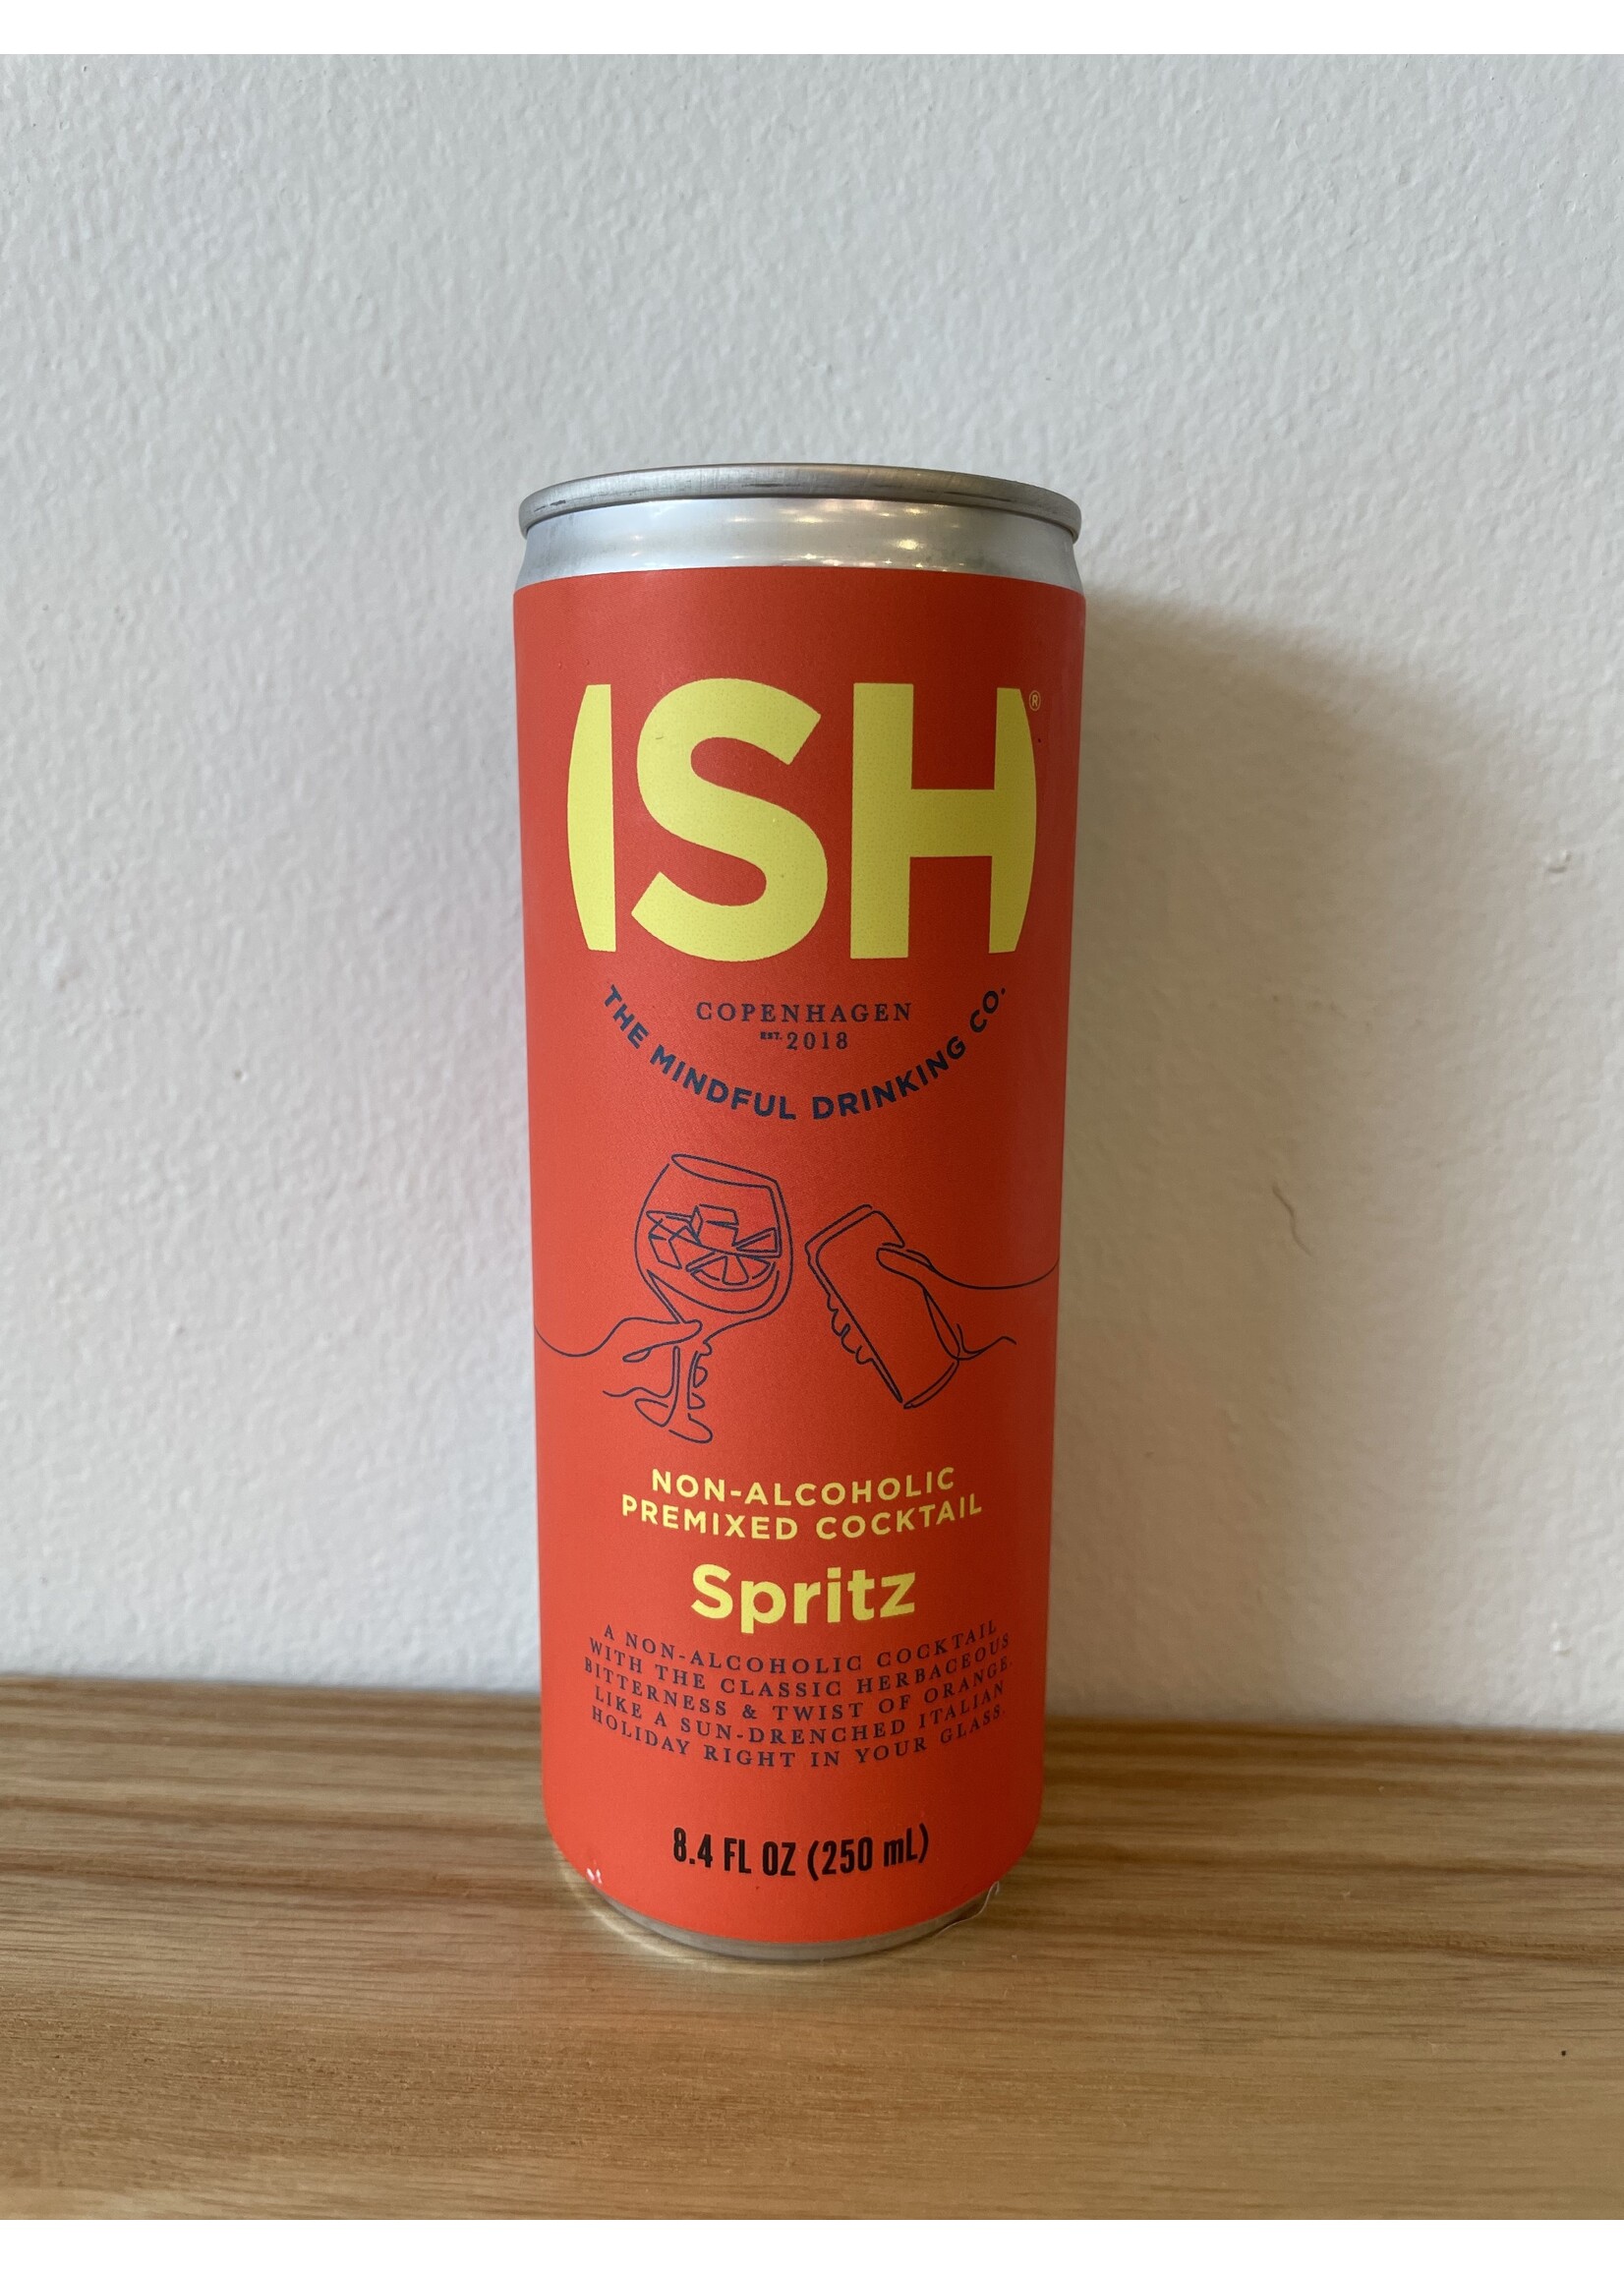 ISH®
COPENHAGEN
EST. 2018
THE MINDFUL DRINKING CO.
NON-ALCOHOLIC
PREMIXED COCKTAIL
Spritz
A NON-ALCOHOLIC COCKTAIL
WITH THE CLASSIC HERBACEOUS
BITTERNESS & TWIST OF ORANGE.
LIKE A SUN-DRENCHED ITALIAN
HOLIDAY RIGHT IN YOUR GLASS.
8.4 FL OZ (250 mL)